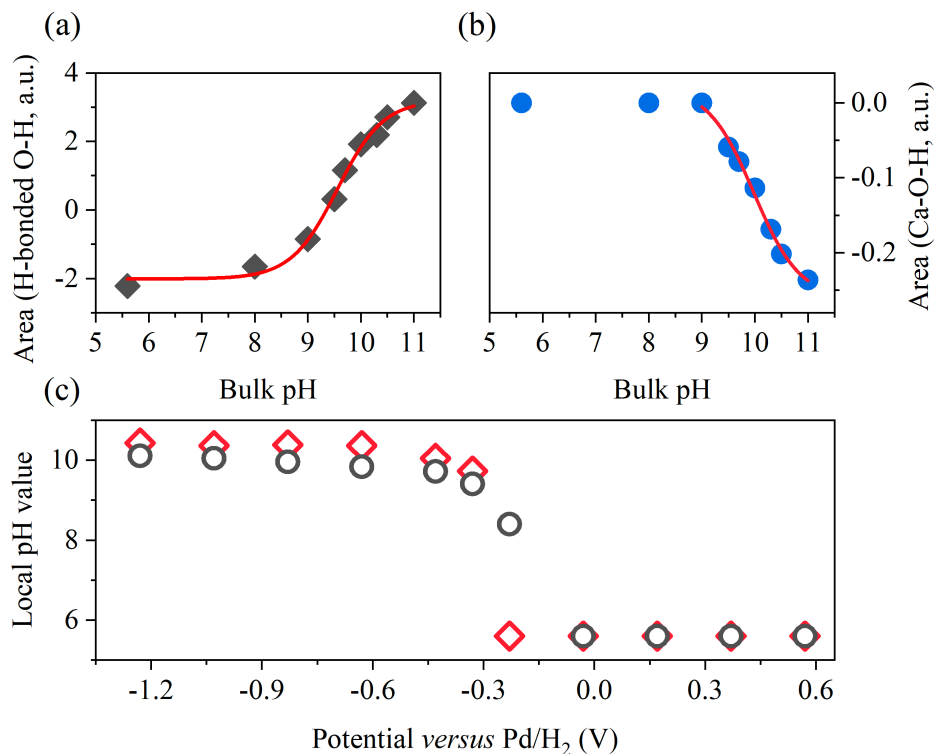 (a)
(b)
4
2
0
-2
Area (H-bonded O-H, a.u.)
5 6 7 8 9 10 11
Bulk pH
0.0
-0.1
-0.2
Area (Ca-O-H, a.u.)
5 6 7 8 9 10 11
Bulk pH
(c)
10
8
6
Local pH value
-1.2 -0.9 -0.6 -0.3 0.0 0.3 0.6
Potential versus Pd/H₂ (V)